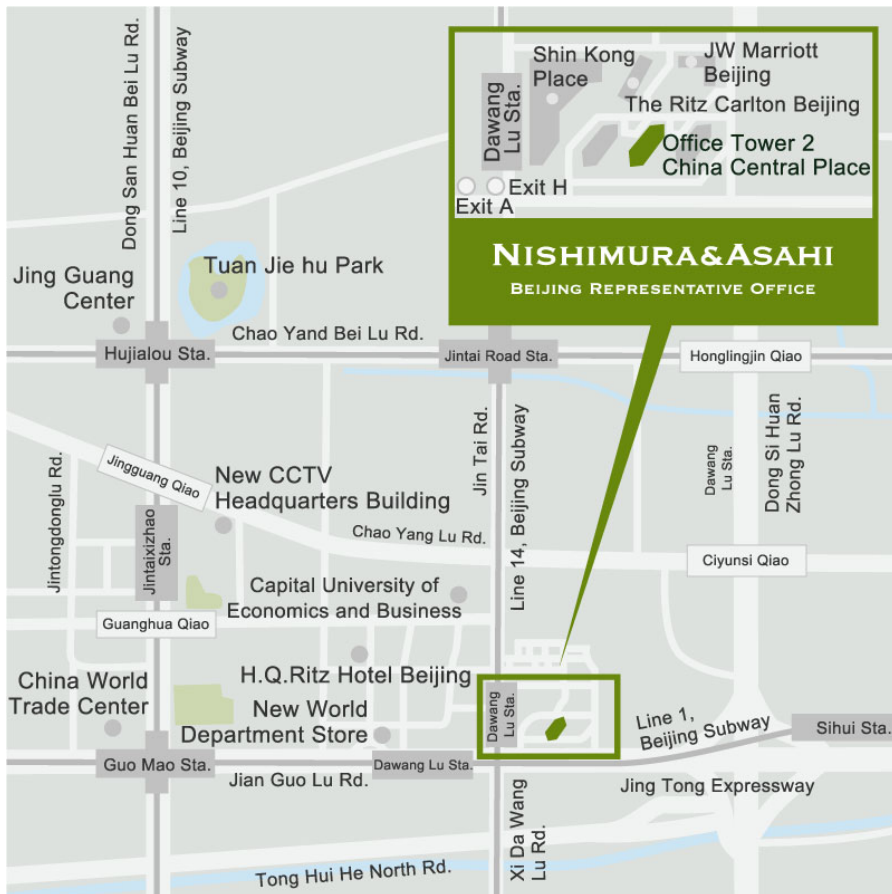 Shin Kong
Place
JW Marriott
Beijing
Dawang
Lu Sta.
The Ritz Carlton Beijing
Office Tower 2
China Central Place
Exit H
Exit A
NISHIMURA&ASAHI
BEIJING REPRESENTATIVE OFFICE
Dong San Huan Bei Lu Rd.
Line 10, Beijing Subway
Jing Guang
Center
Tuan Jie hu Park
Chao Yand Bei Lu Rd.
Hujialou Sta.
Jintai Road Sta.
Honglingjin Qiao
Jintongdonglu Rd.
Jingguang Qiao
New CCTV
Headquarters Building
Jin Tai Rd.
Line 14, Beijing Subway
Dawang
Lu Sta.
Dong Si Huan
Zhong Lu Rd.
Jintaixizhao
Sta.
Chao Yang Lu Rd.
Ciyunsi Qiao
Capital University of
Economics and Business
Guanghua Qiao
H.Q.Ritz Hotel Beijing
China World
Trade Center
New World
Department Store
Dawang
Lu Sta.
Line 1,
Beijing Subway
Sihui Sta.
Guo Mao Sta.
Dawang Lu Sta.
Jian Guo Lu Rd.
Jing Tong Expressway
Xi Da Wang
Lu Rd.
Tong Hui He North Rd.